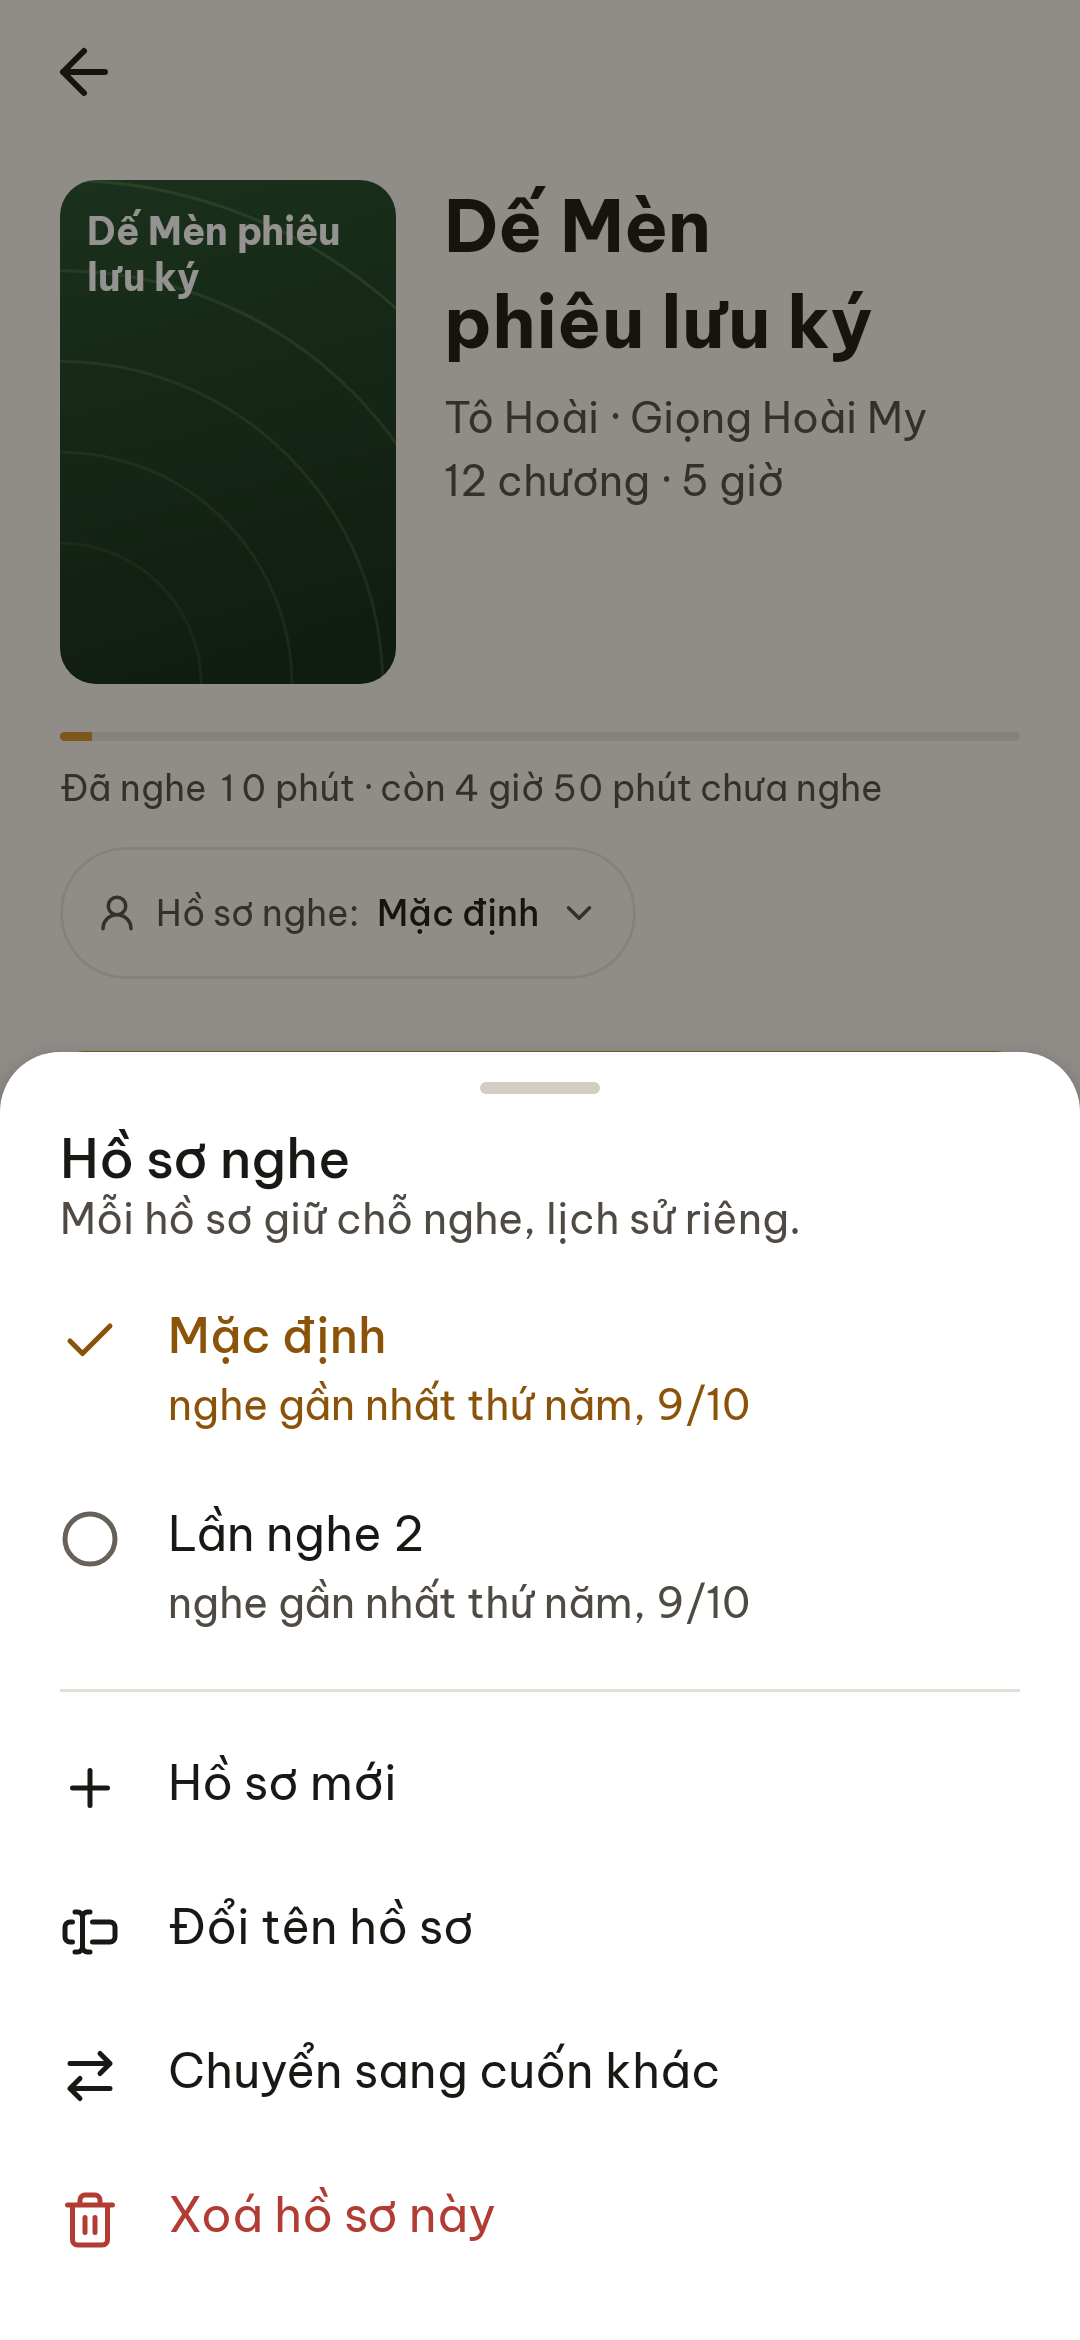 Dế Mèn phiêu
lưu ký
Dế Mèn
phiêu lưu ký
Tô Hoài · Giọng Hoài My
12 chương · 5 giờ
Đã nghe 10 phút · còn 4 giờ 50 phút chưa nghe
Hồ sơ nghe: Mặc định
Hồ sơ nghe
Mỗi hồ sơ giữ chỗ nghe, lịch sử riêng.
Mặc định
nghe gần nhất thứ năm, 9/10
Lần nghe 2
nghe gần nhất thứ năm, 9/10
Hồ sơ mới
Đổi tên hồ sơ
Chuyển sang cuốn khác
Xoá hồ sơ này